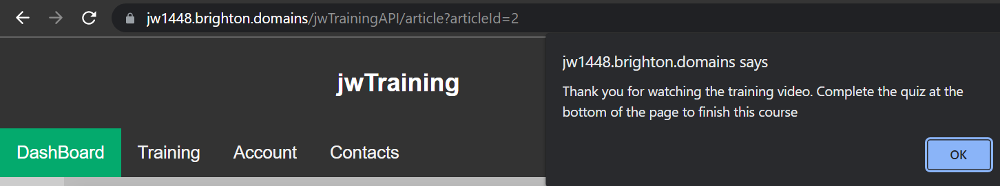 jw1448.brighton.domains/jwTrainingAPI/article?articleId=2
jwTraining
DashBoard Training Account Contacts
jw1448.brighton.domains says
Thank you for watching the training video. Complete the quiz at the
bottom of the page to finish this course
OK